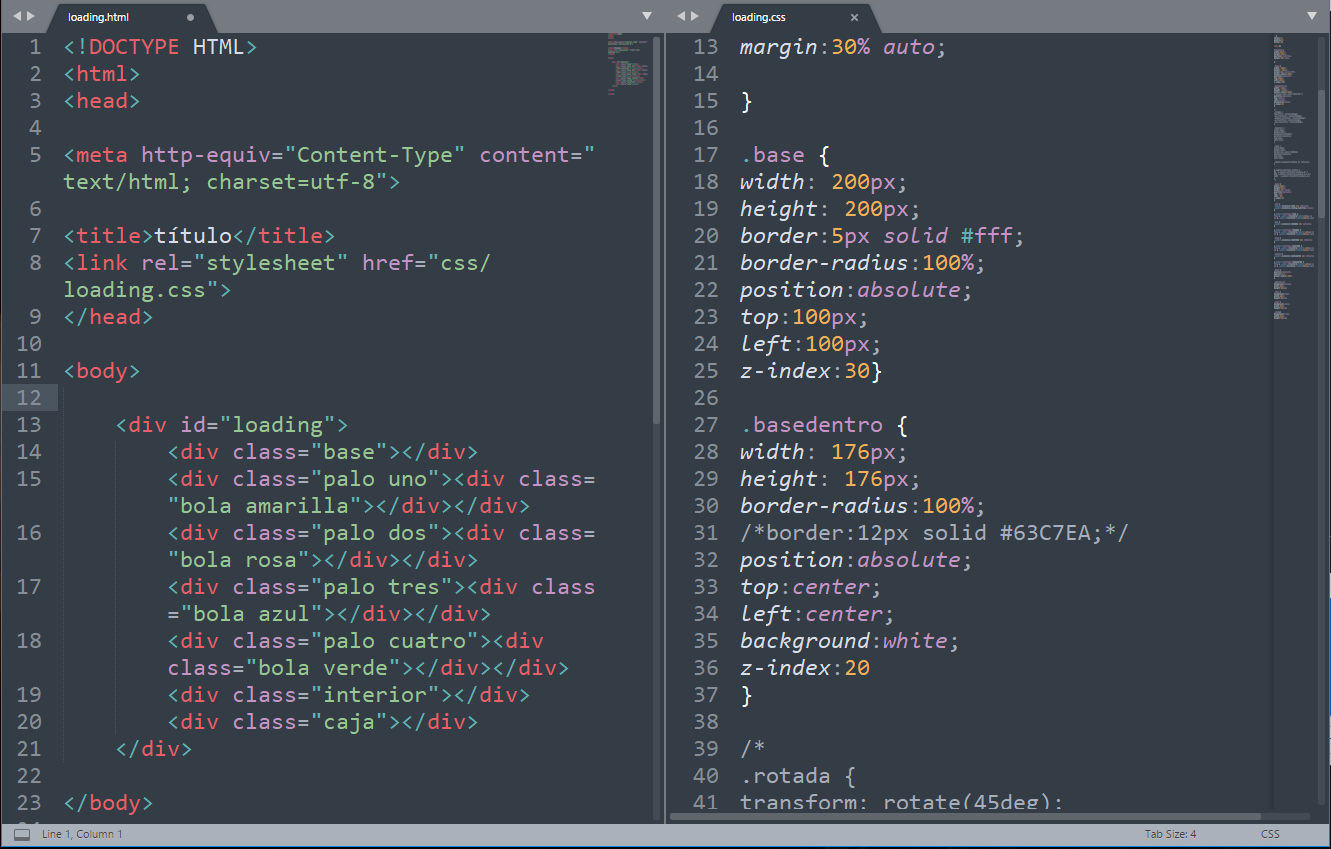 loading.html
1 <!DOCTYPE HTML>
2 <html>
3 <head>
4
5 <meta http-equiv="Content-Type" content="
text/html; charset=utf-8">
6
7 <title>título</title>
8 <link rel="stylesheet" href="css/
loading.css">
9 </head>
10
11 <body>
12
13 <div id="loading">
14 <div class="base"></div>
15 <div class="palo uno"><div class=
"bola amarilla"></div></div>
16 <div class="palo dos"><div class=
"bola rosa"></div></div>
17 <div class="palo tres"><div class
="bola azul"></div></div>
18 <div class="palo cuatro"><div
class="bola verde"></div></div>
19 <div class="interior"></div>
20 <div class="caja"></div>
21 </div>
22
23 </body>
loading.css
13 margin:30% auto;
14
15 }
16
17 .base {
18 width: 200px;
19 height: 200px;
20 border:5px solid #fff;
21 border-radius:100%;
22 position:absolute;
23 top:100px;
24 left:100px;
25 z-index:30}
26
27 .basedentro {
28 width: 176px;
29 height: 176px;
30 border-radius:100%;
31 /*border:12px solid #63C7EA;*/
32 position:absolute;
33 top:center;
34 left:center;
35 background:white;
36 z-index:20
37 }
38
39 /*
40 .rotada {
41 transform: rotate(45deg);
Line 1, Column 1
Tab Size: 4
CSS